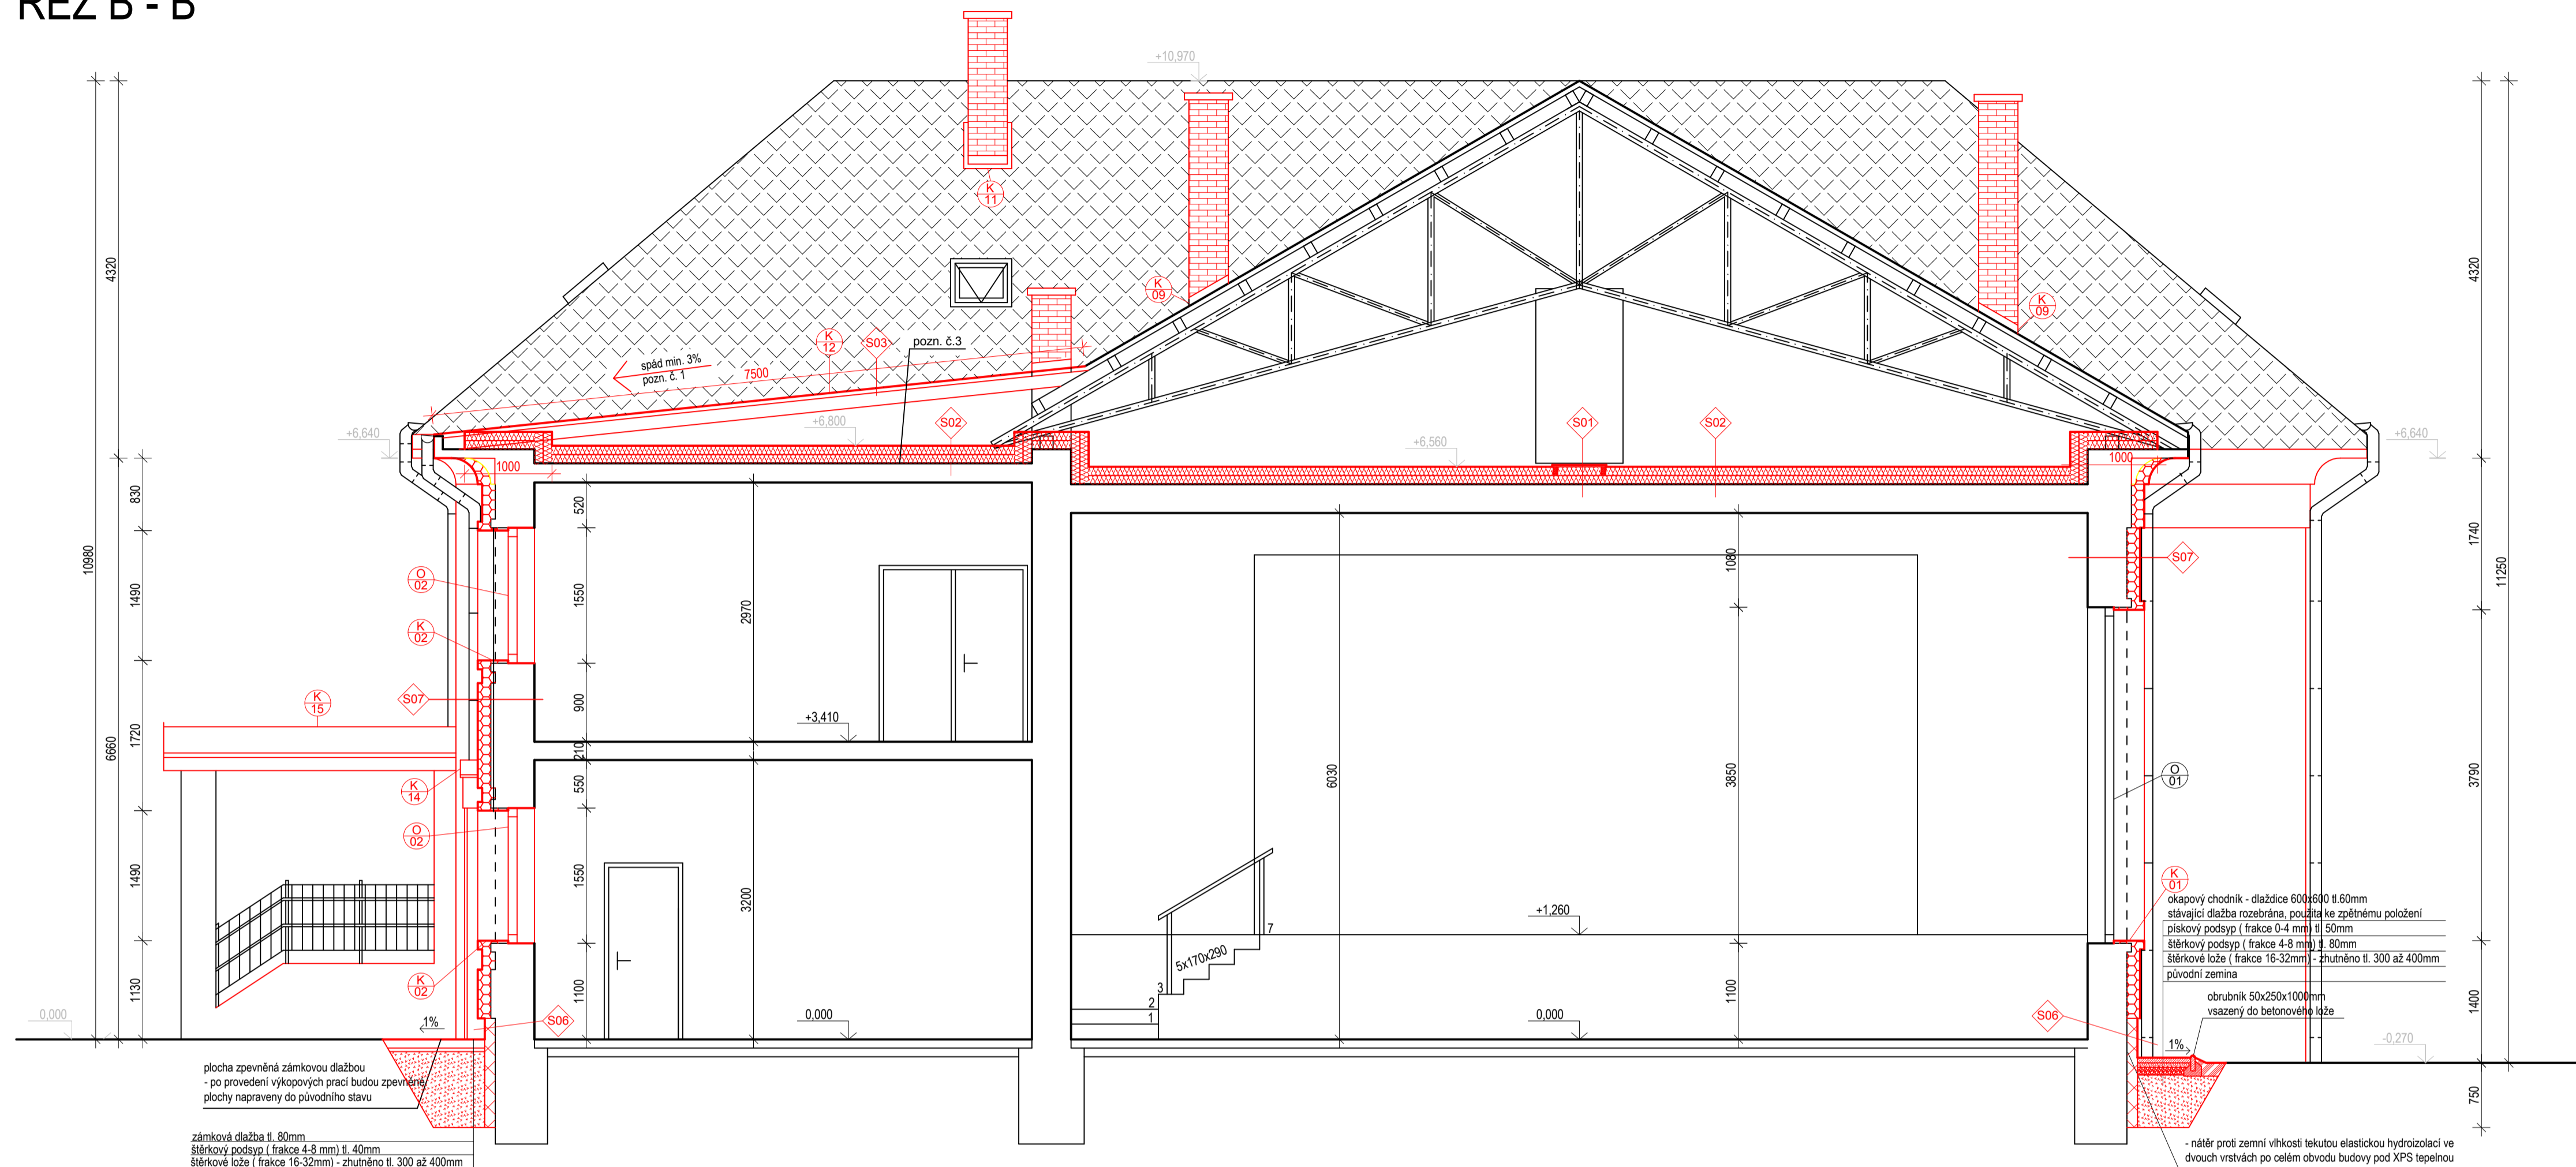 ŘEZ B - B
+10,970
K
11
K
09
K
09
K
12
S03
pozn. č.3
spád min. 3%
pozn. č. 1
7500
4320
4320
+6,640
+6,800
S02
+6,560
S01
S02
+6,640
1000
1000
830
520
1740
10980
11250
1490
O
02
1550
2970
1080
S07
K
02
S07
900
K
15
+3,410
1720
6660
210
K
14
550
6030
3850
O
01
3790
O
02
1490
1550
3200
K
01
okapový chodník - dlaždice 600x600 tl.60mm
stávající dlažba rozebrána, použita ke zpětnému položení
pískový podsyp ( frakce 0-4 mm) tl. 50mm
štěrkový podsyp ( frakce 4-8 mm) tl. 80mm
štěrkové lože ( frakce 16-32mm) - zhutněno tl. 300 až 400mm
původní zemina
+1,260
7
5x170x290
3
2
1
K
02
1130
1100
1100
1400
obrubník 50x250x1000mm
vsazený do betonového lože
0,000
1%
S06
0,000
0,000
S06
1%
-0,270
750
plocha zpevněná zámkovou dlažbou
- po provedení výkopových prací budou zpevněné
plochy napraveny do původního stavu
zámková dlažba tl. 80mm
štěrkový podsyp ( frakce 4-8 mm) tl. 40mm
štěrkové lože ( frakce 16-32mm) - zhutněno tl. 300 až 400mm
- nátěr proti zemní vlhkosti tekutou elastickou hydroizolací ve
dvouch vrstvách po celém obvodu budovy pod XPS tepelnou